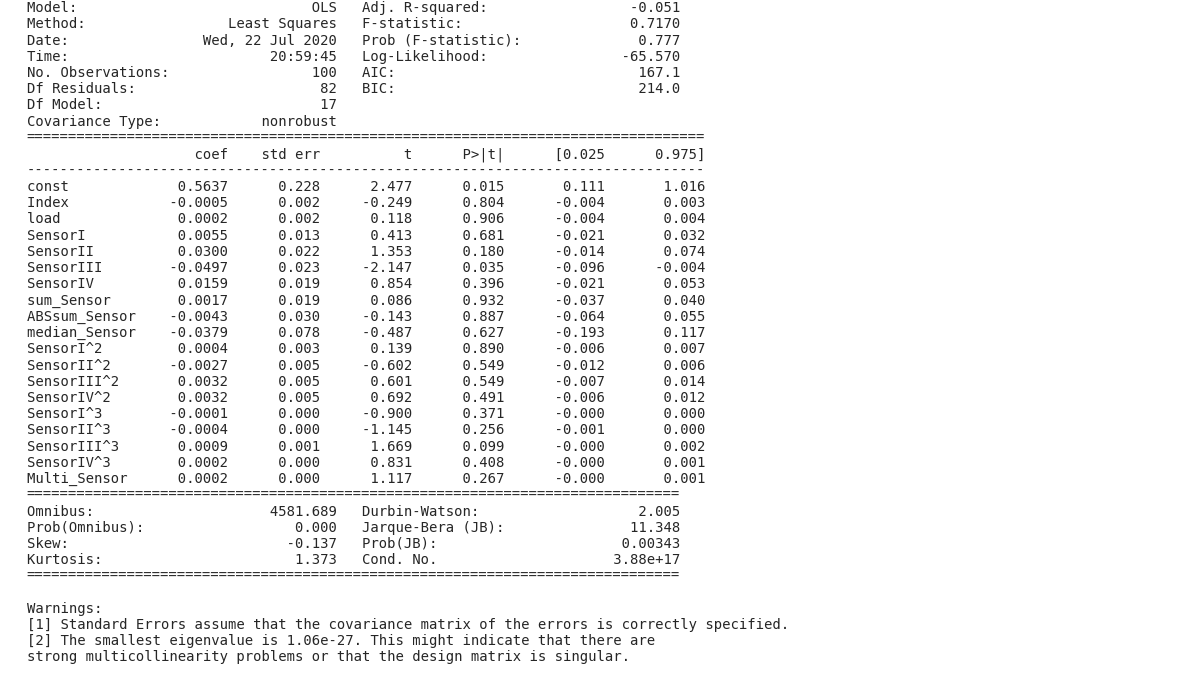 Model:                            OLS   Adj. R-squared:                 -0.051
Method:                 Least Squares   F-statistic:                    0.7170
Date:                Wed, 22 Jul 2020   Prob (F-statistic):              0.777
Time:                        20:59:45   Log-Likelihood:                -65.570
No. Observations:                 100   AIC:                             167.1
Df Residuals:                      82   BIC:                             214.0
Df Model:                          17
Covariance Type:            nonrobust
=================================================================================
                    coef    std err          t      P>|t|      [0.025      0.975]
---------------------------------------------------------------------------------
const             0.5637      0.228      2.477      0.015       0.111       1.016
Index            -0.0005      0.002     -0.249      0.804      -0.004       0.003
load              0.0002      0.002      0.118      0.906      -0.004       0.004
SensorI           0.0055      0.013      0.413      0.681      -0.021       0.032
SensorII          0.0300      0.022      1.353      0.180      -0.014       0.074
SensorIII        -0.0497      0.023     -2.147      0.035      -0.096      -0.004
SensorIV          0.0159      0.019      0.854      0.396      -0.021       0.053
sum_Sensor        0.0017      0.019      0.086      0.932      -0.037       0.040
ABSsum_Sensor    -0.0043      0.030     -0.143      0.887      -0.064       0.055
median_Sensor    -0.0379      0.078     -0.487      0.627      -0.193       0.117
SensorI^2         0.0004      0.003      0.139      0.890      -0.006       0.007
SensorII^2       -0.0027      0.005     -0.602      0.549      -0.012       0.006
SensorIII^2       0.0032      0.005      0.601      0.549      -0.007       0.014
SensorIV^2        0.0032      0.005      0.692      0.491      -0.006       0.012
SensorI^3        -0.0001      0.000     -0.900      0.371      -0.000       0.000
SensorII^3       -0.0004      0.000     -1.145      0.256      -0.001       0.000
SensorIII^3       0.0009      0.001      1.669      0.099      -0.000       0.002
SensorIV^3        0.0002      0.000      0.831      0.408      -0.000       0.001
Multi_Sensor      0.0002      0.000      1.117      0.267      -0.000       0.001
==============================================================================
Omnibus:                     4581.689   Durbin-Watson:                   2.005
Prob(Omnibus):                  0.000   Jarque-Bera (JB):               11.348
Skew:                          -0.137   Prob(JB):                      0.00343
Kurtosis:                       1.373   Cond. No.                     3.88e+17
==============================================================================
Warnings:
[1] Standard Errors assume that the covariance matrix of the errors is correctly specified.
[2] The smallest eigenvalue is 1.06e-27. This might indicate that there are
strong multicollinearity problems or that the design matrix is singular.